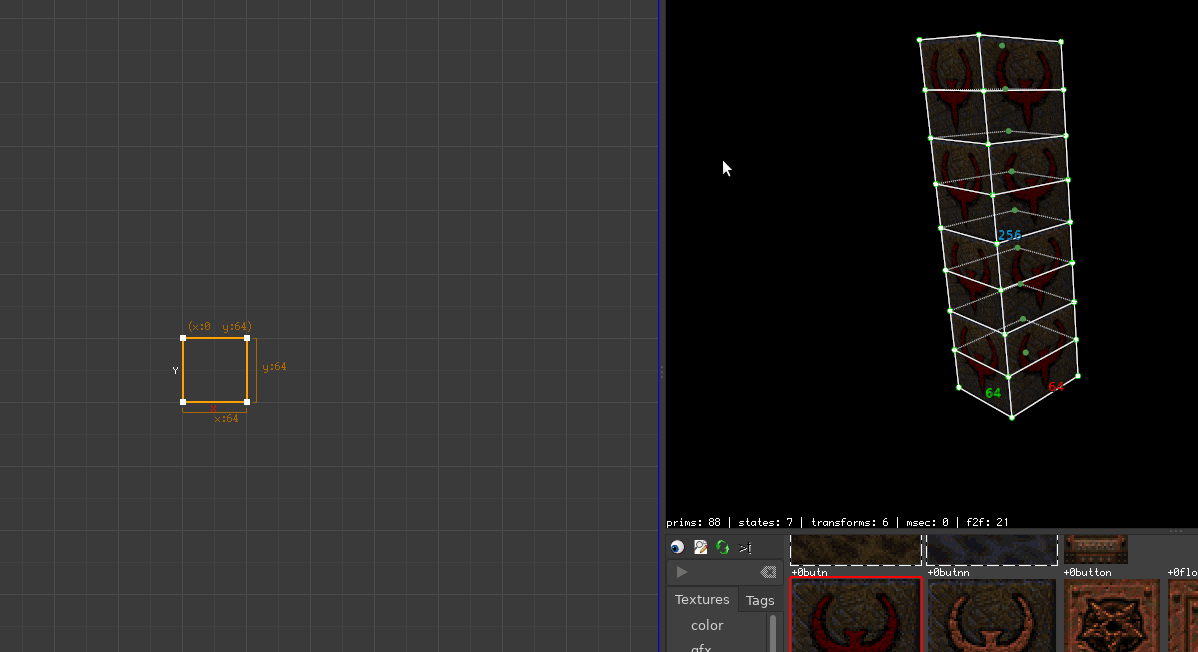 (x:0 y:64)
Y
y:64
x:64
256
64
64
prims: 88 | states: 7 | transforms: 6 | msec: 0 | f2f: 21
+0butn
+0butnn
+0button
+0flo
Textures
Tags
color
gfx